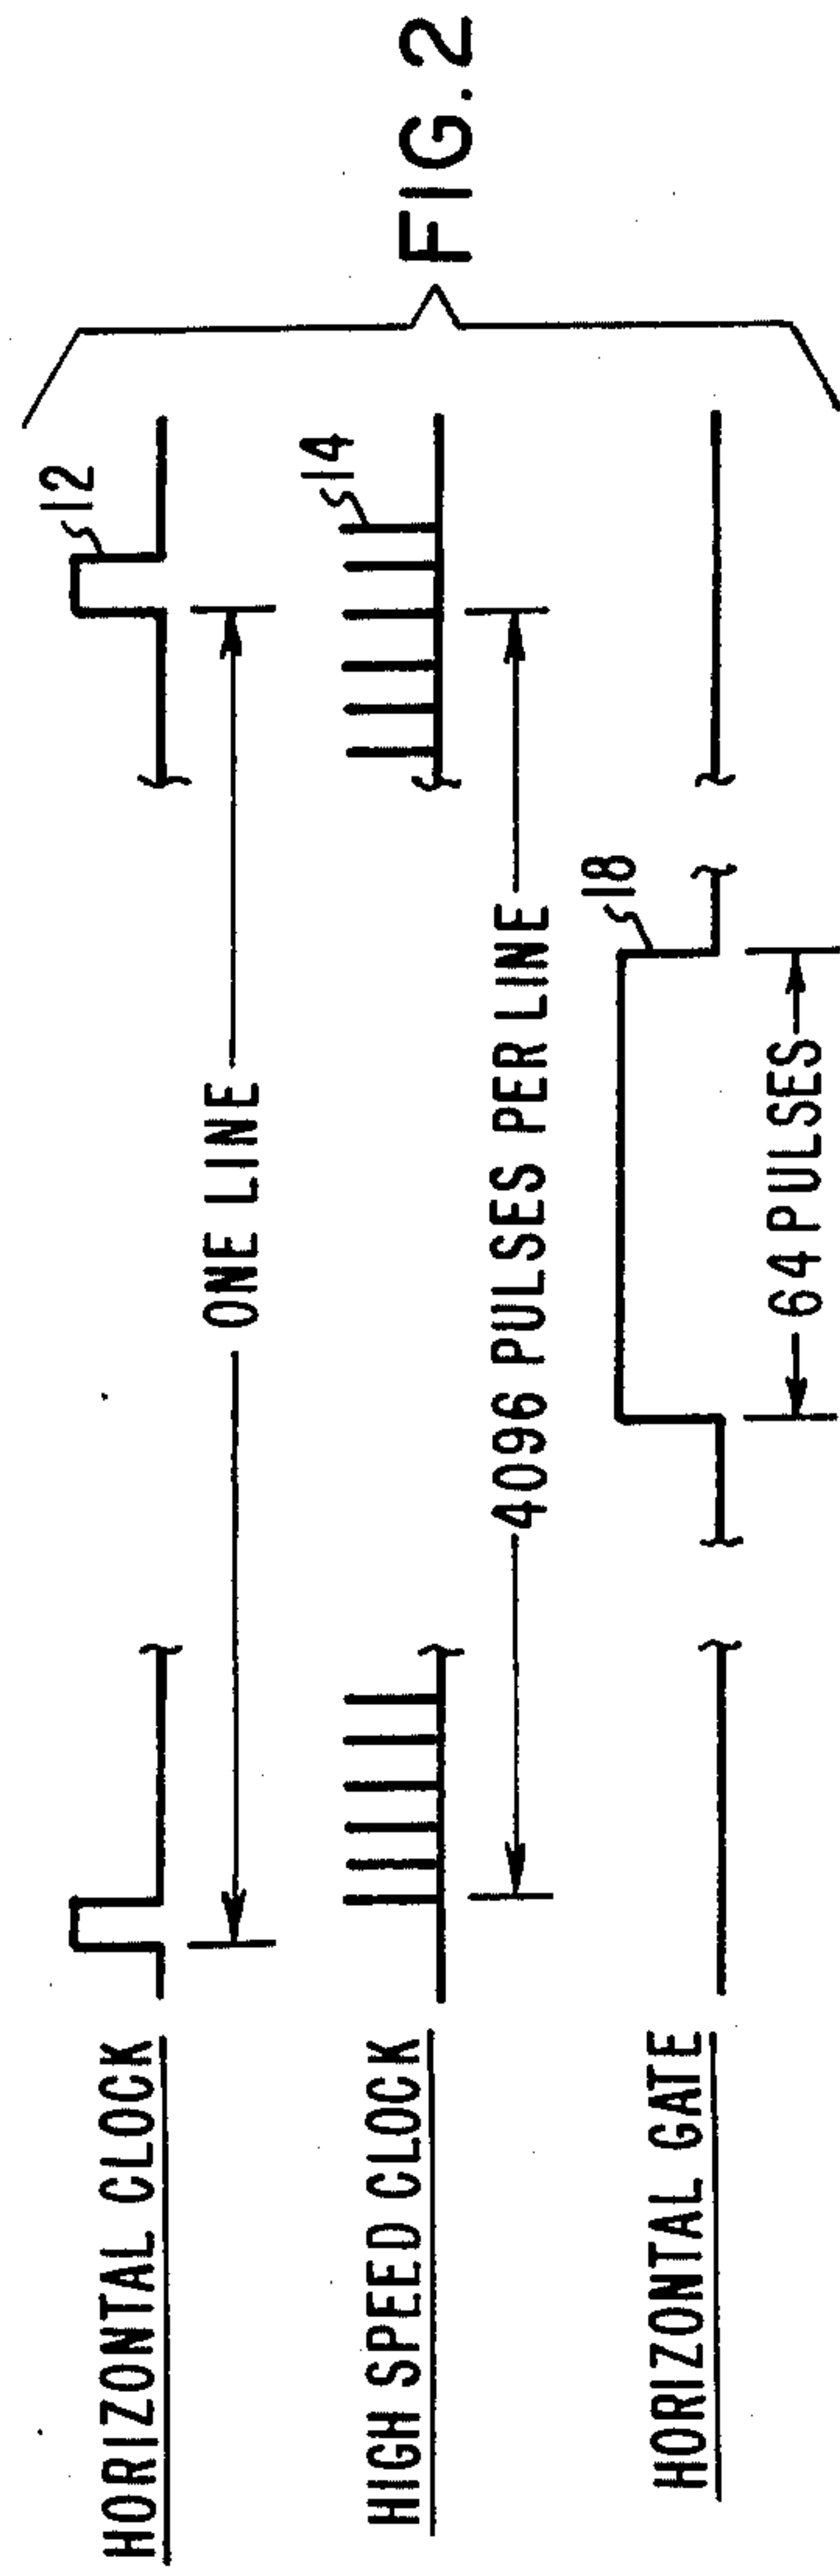 HORIZONTAL CLOCK
12
ONE LINE
HIGH SPEED CLOCK
14
4096 PULSES PER LINE
HORIZONTAL GATE
18
64 PULSES
FIG. 2